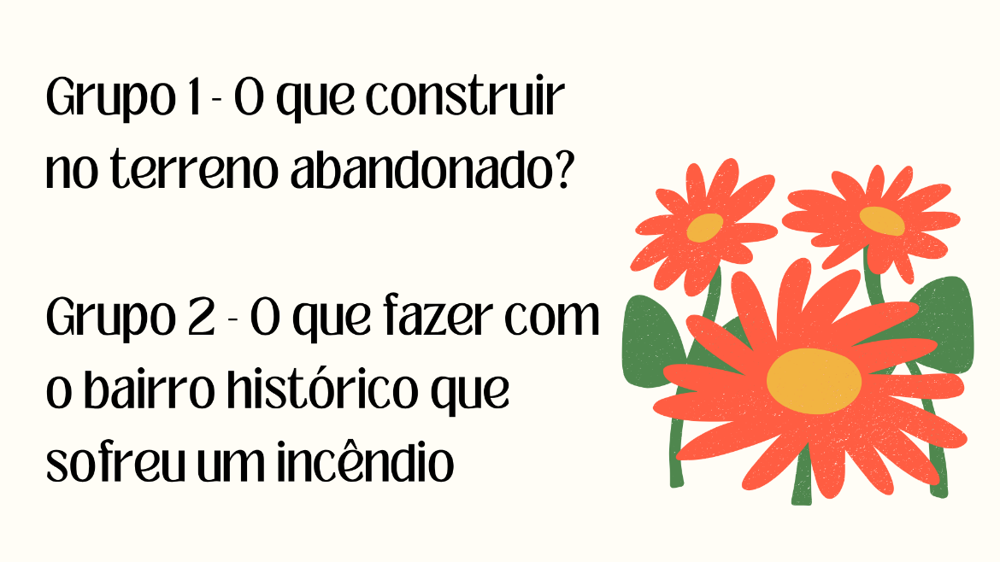 Grupo 1 - O que construir
no terreno abandonado?
Grupo 2 - O que fazer com
o bairro histórico que
sofreu um incêndio